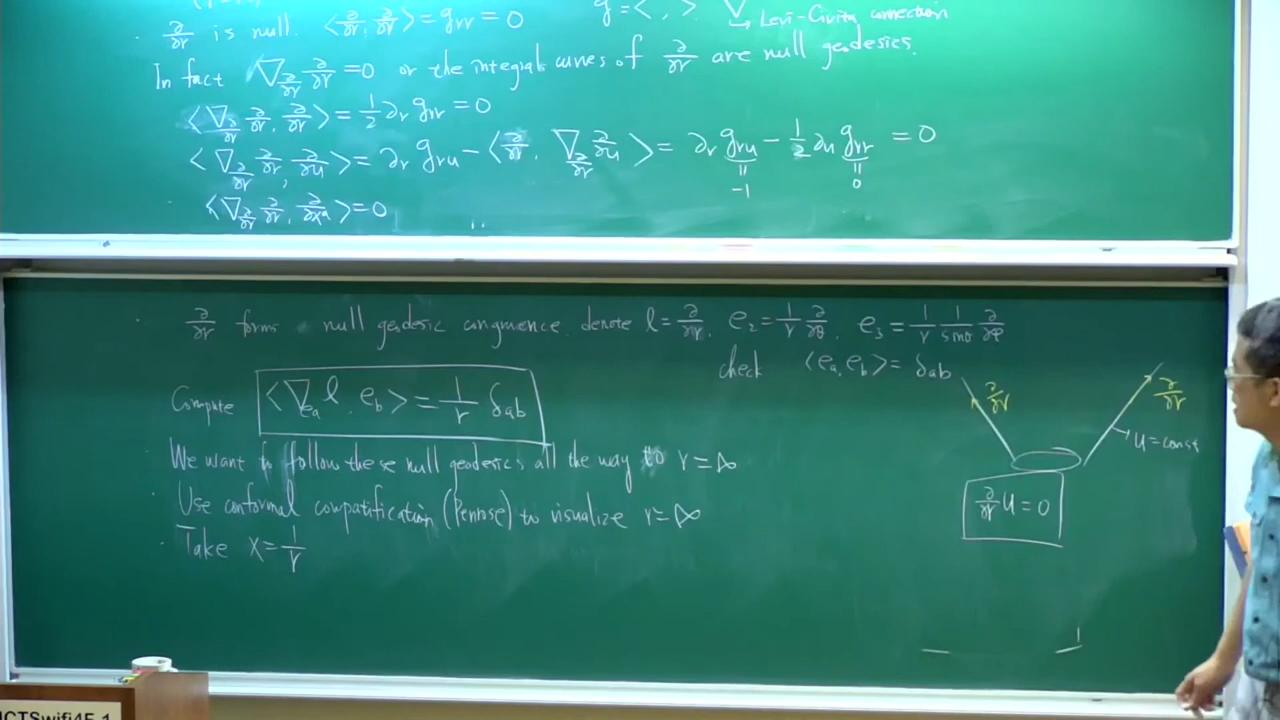 · ∂/∂r is null. ⟨∂/∂r, ∂/∂r⟩ = g_rr = 0
g = ⟨ , ⟩ ∇ → Levi-Civita connection
In fact ∇_{∂/∂r} ∂/∂r = 0 or the integral curves of ∂/∂r are null geodesics.
⟨∇_{∂/∂r} ∂/∂r, ∂/∂r⟩ = 1/2 ∂_r g_rr = 0
⟨∇_{∂/∂r} ∂/∂r, ∂/∂u⟩ = ∂_r g_ru − ⟨∂/∂r, ∇_{∂/∂r} ∂/∂u⟩ = ∂_r g_ru − 1/2 ∂_u g_rr = 0
= −1
= 0
⟨∇_{∂/∂r} ∂/∂r, ∂/∂x^a⟩ = 0
· ∂/∂r forms a null geodesic congruence. denote l = ∂/∂r, e_2 = 1/r ∂/∂θ, e_3 = 1/r 1/sinθ ∂/∂φ
check ⟨e_a, e_b⟩ = δ_ab
Compute ⟨∇_{e_a} l, e_b⟩ = 1/r δ_ab
We want to follow these null geodesics all the way to r = ∞
· Use conformal compatification (Penrose) to visualize r = ∞
· Take x = 1/r
∂/∂r
∂/∂r
→ u = const
∂/∂r u = 0